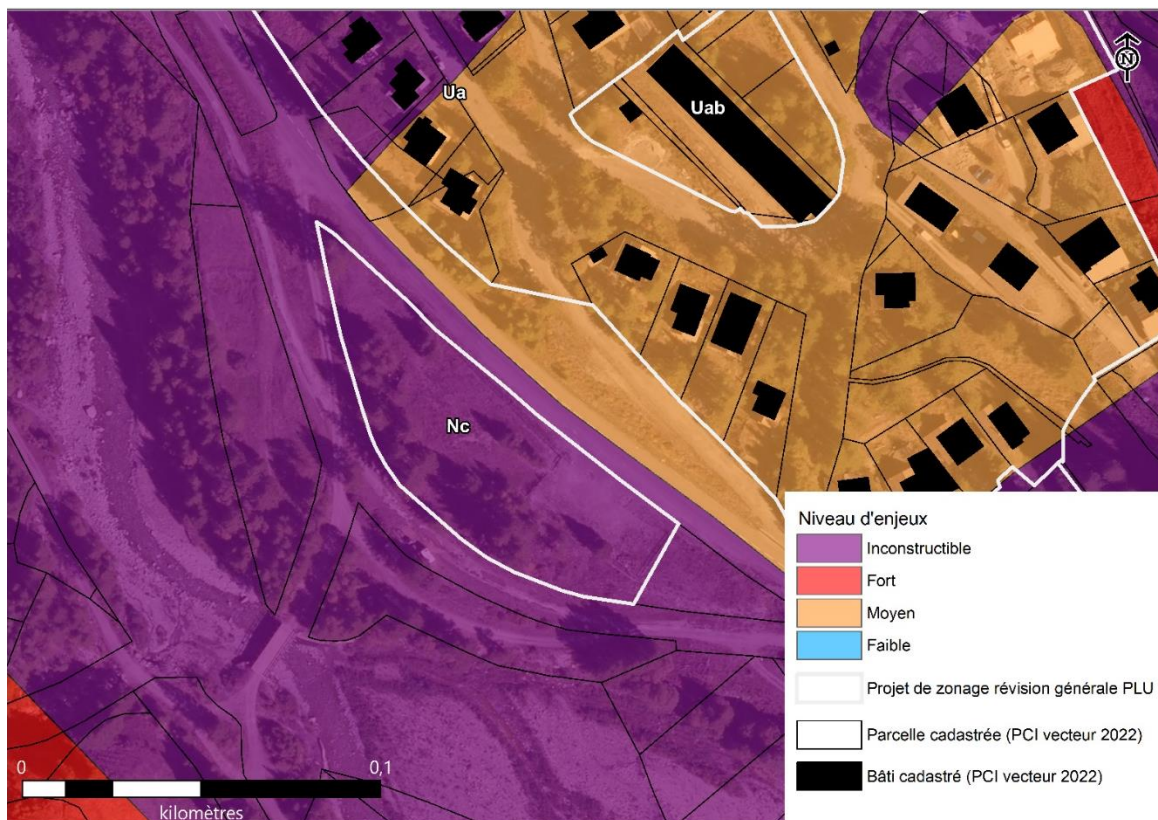 N
Ua
Uab
Nc
Niveau d'enjeux
Inconstructible
Fort
Moyen
Faible
Projet de zonage révision générale PLU
Parcelle cadastrée (PCI vecteur 2022)
Bâti cadastré (PCI vecteur 2022)
0 0,1
kilomètres